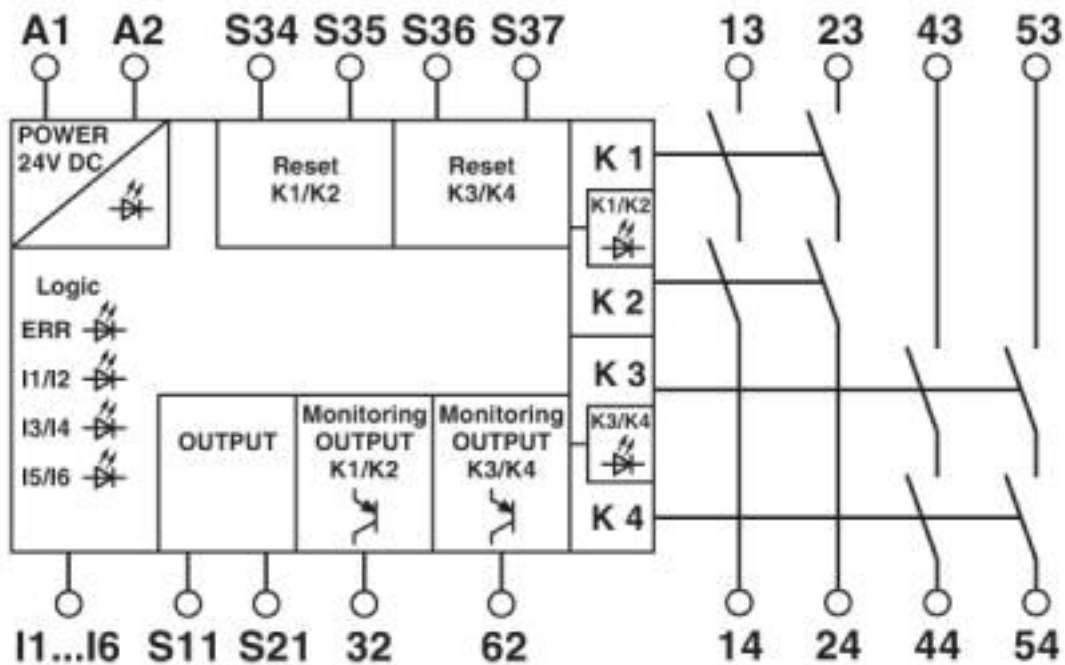 A1 A2 S34 S35 S36 S37 13 23 43 53
POWER
24V DC
Reset
K1/K2
Reset
K3/K4
K 1
K1/K2
K 2
Logic
ERR
I1/I2
I3/I4
I5/I6
K 3
K3/K4
K 4
OUTPUT
Monitoring
OUTPUT
K1/K2
Monitoring
OUTPUT
K3/K4
I1...I6 S11 S21 32 62 14 24 44 54